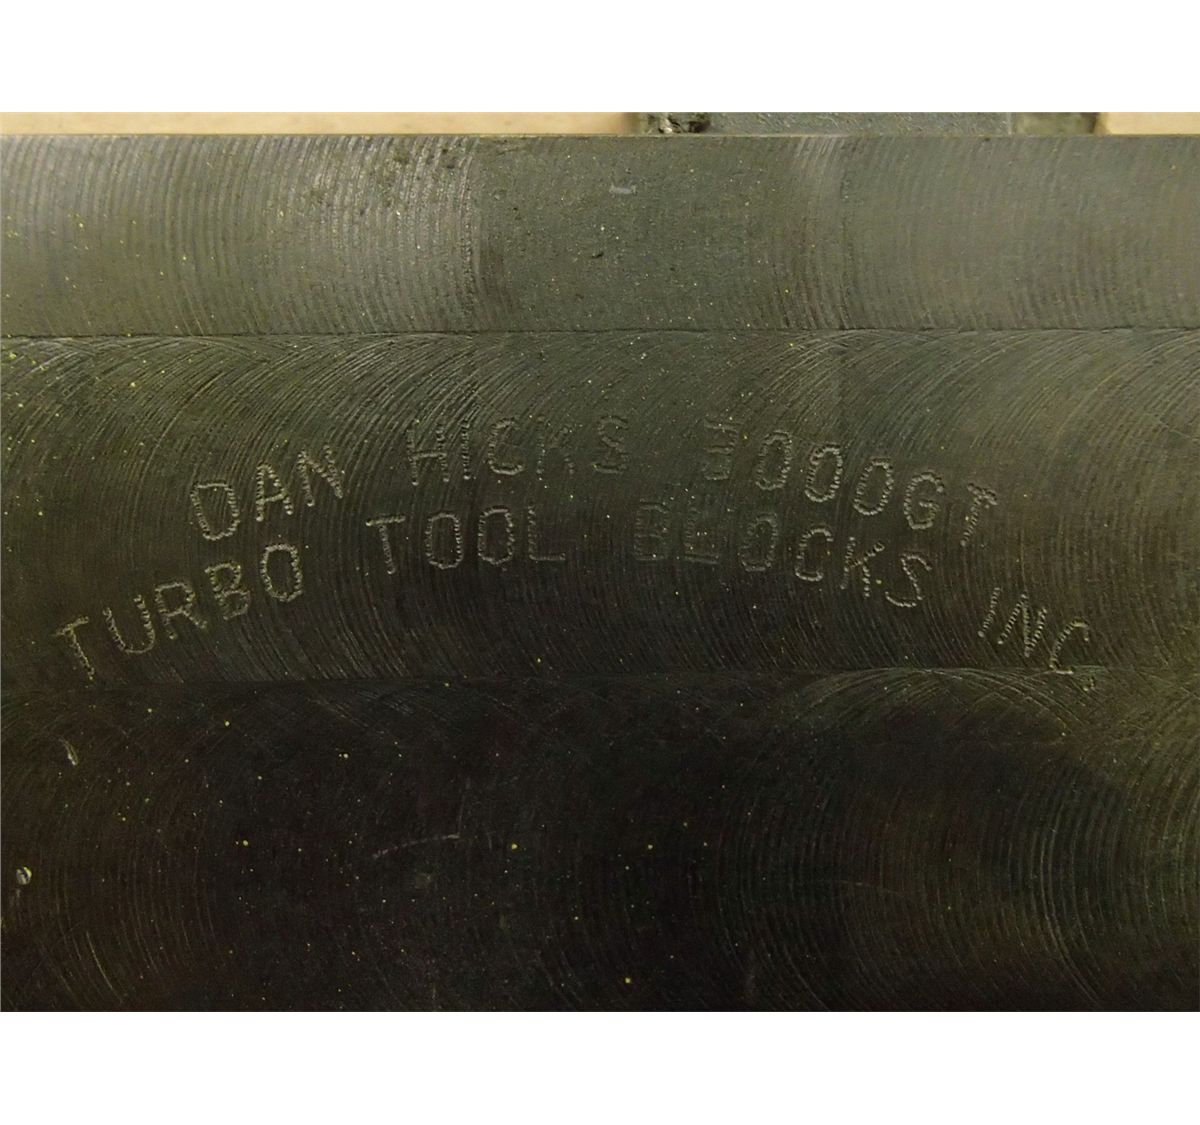 DAN HICKS 3000GT
TURBO TOOL BLOCKS INC